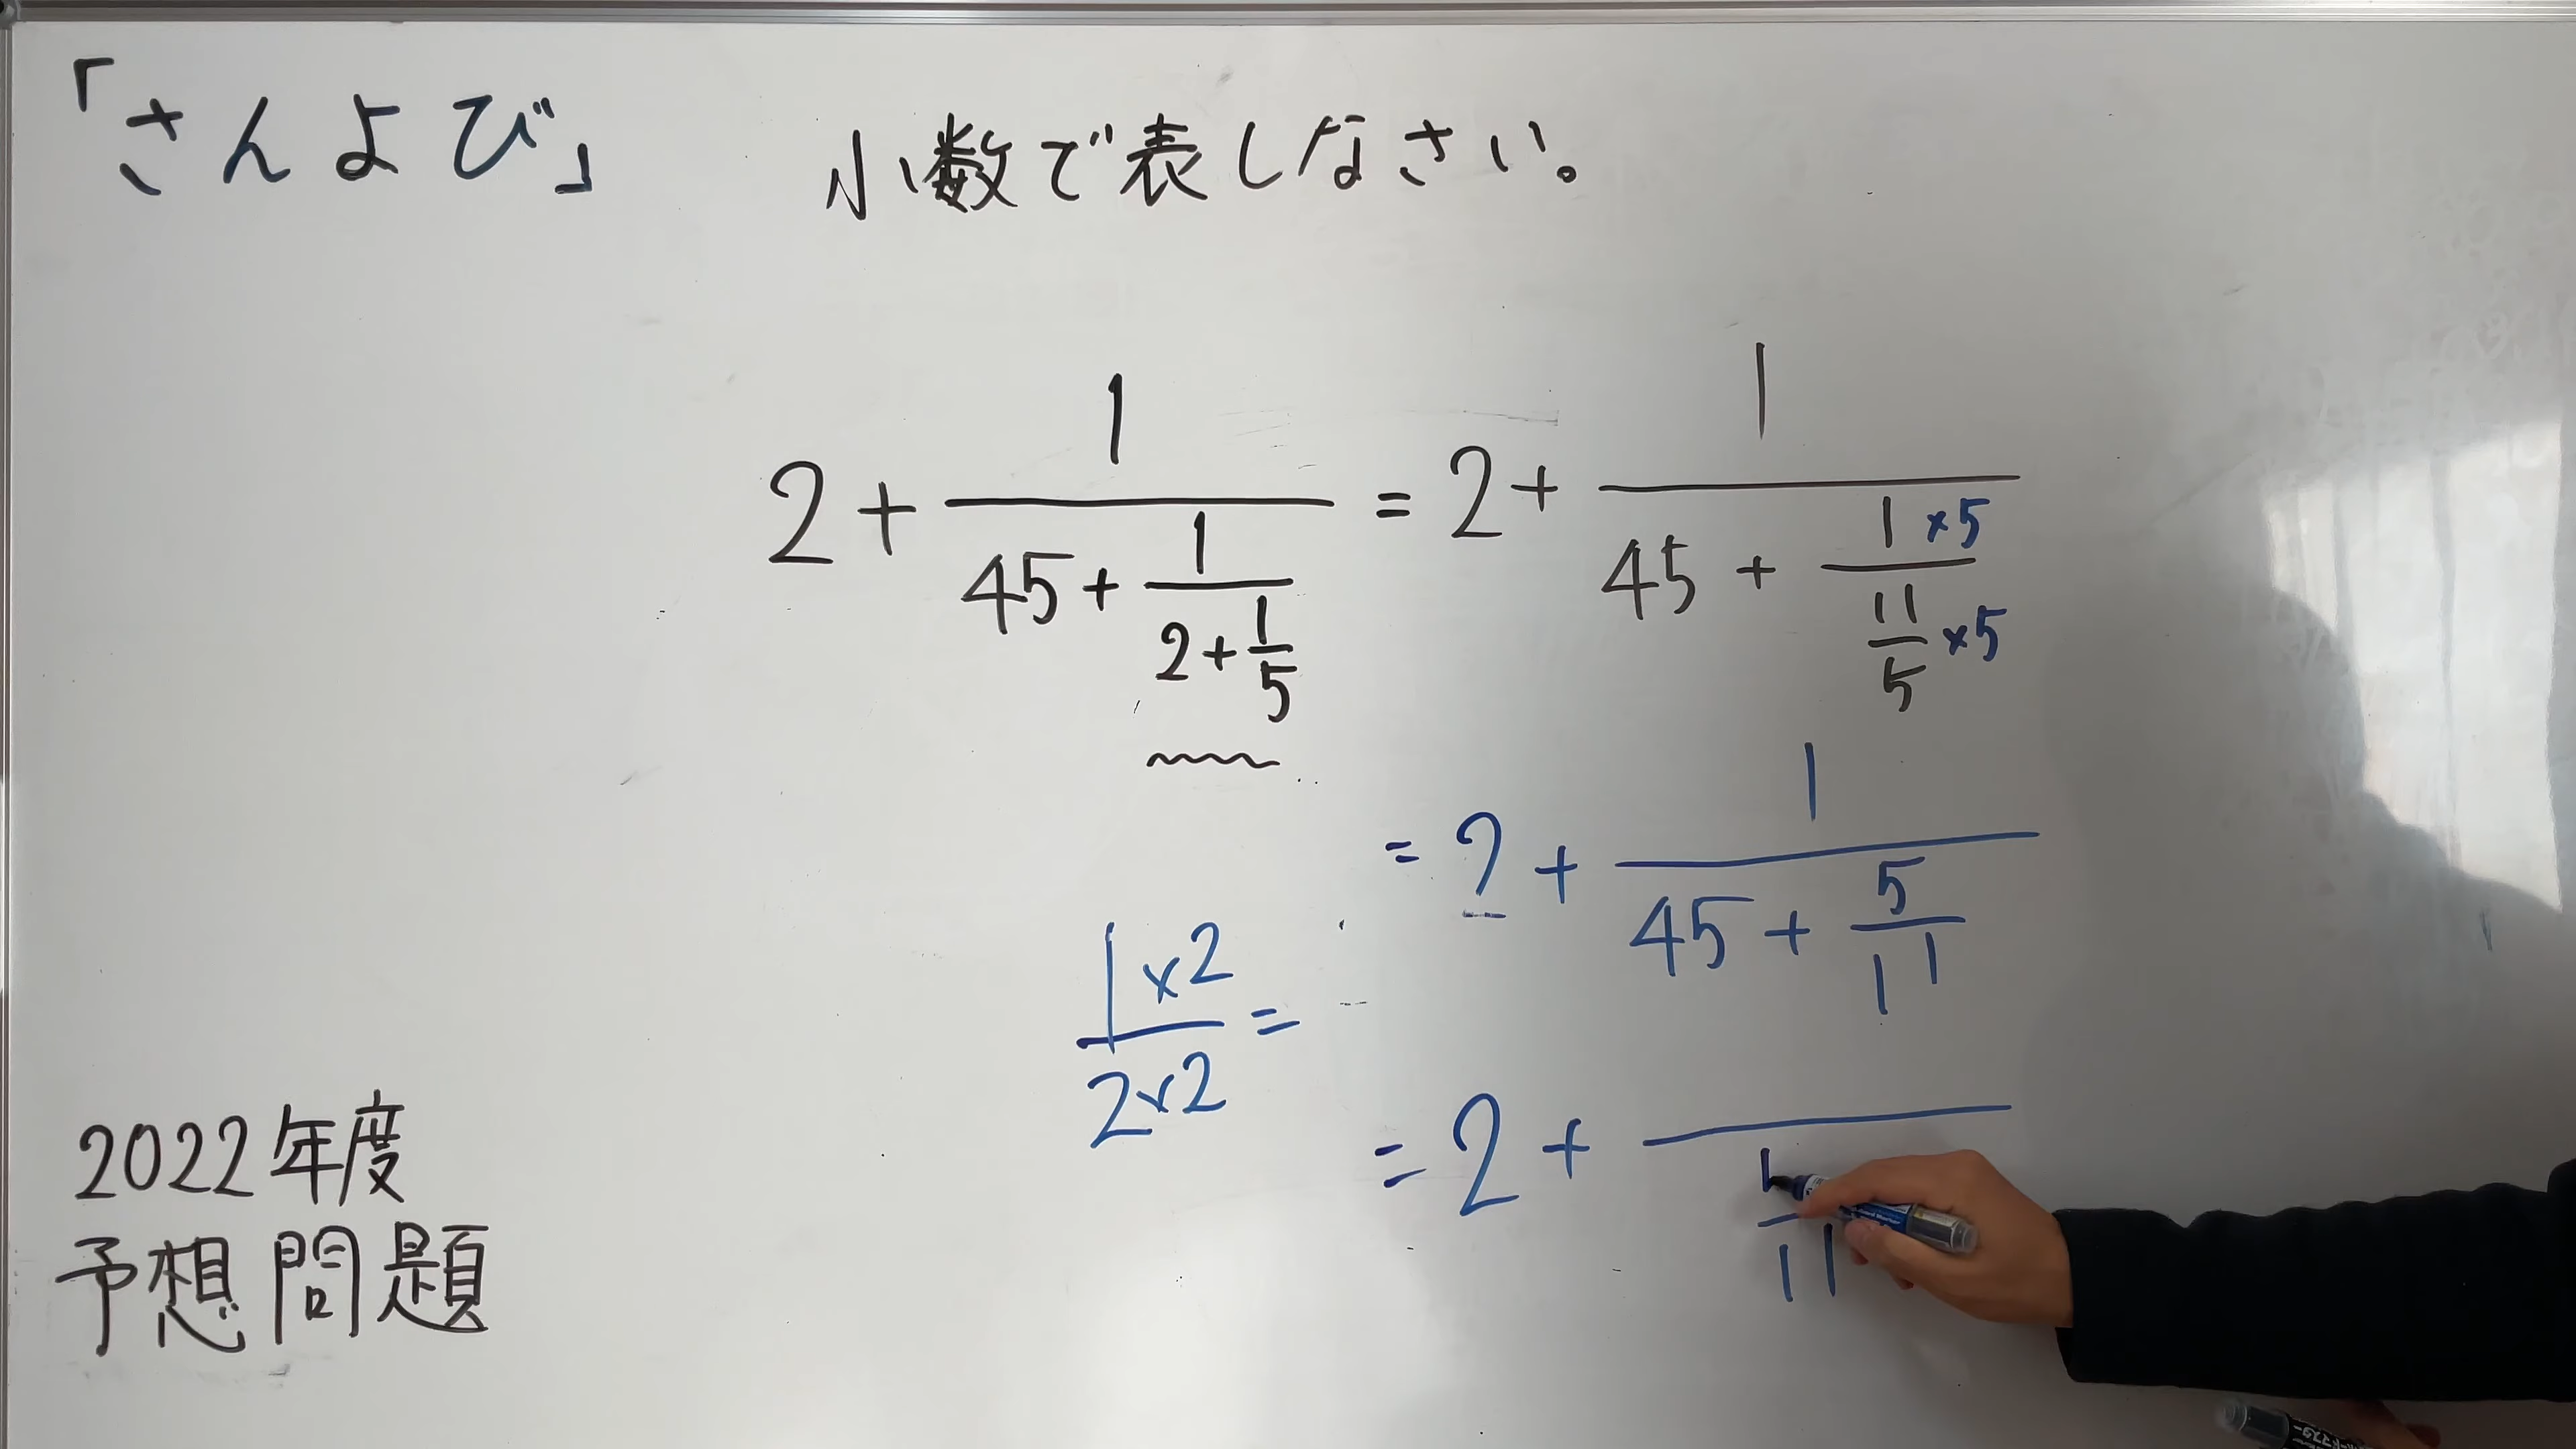 「さんよび」
小数で表しなさい。
2+1/(45+1/(2+1/5)) = 2+1/(45+(1×5)/(11/5×5))
= 2+1/(45+5/11)
1×2/2×2 =
= 2+ /11
2022年度
予想問題